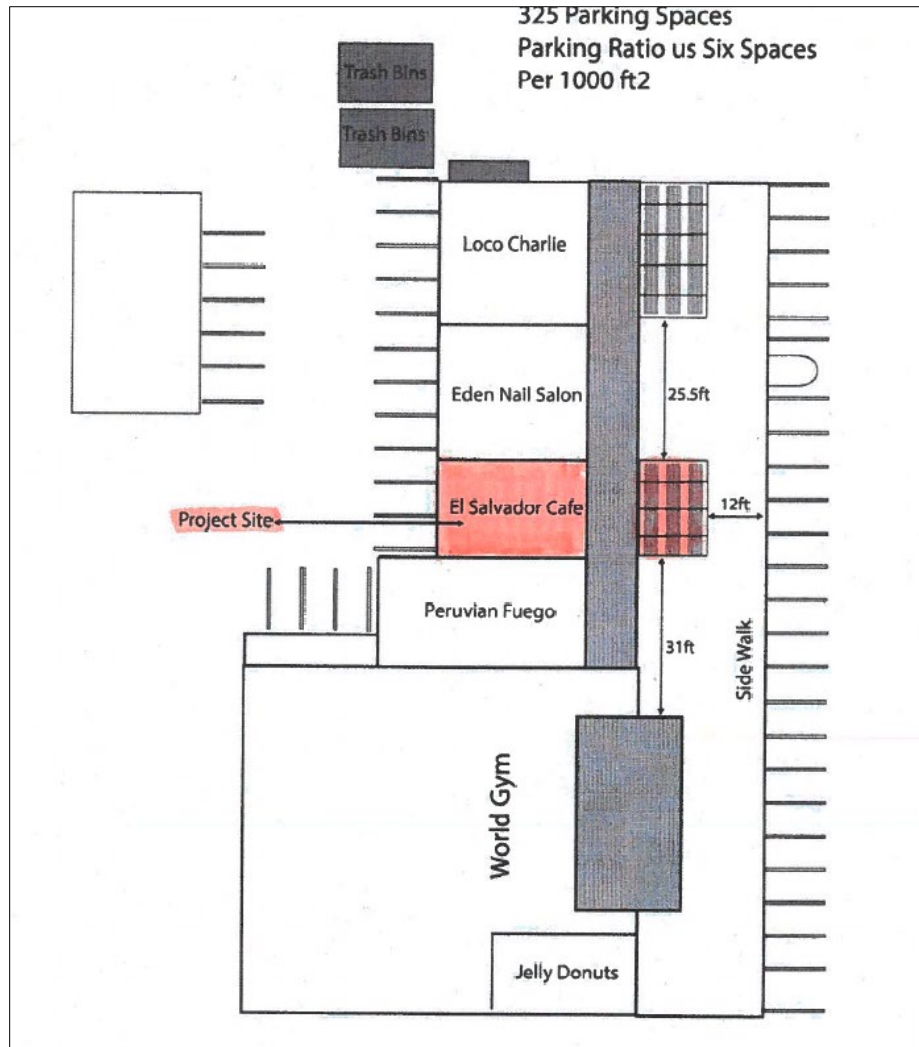 325 Parking Spaces
Parking Ratio us Six Spaces
Per 1000 ft2
Trash Bins
Trash Bins
Loco Charlie
Eden Nail Salon
25.5ft
El Salvador Cafe
12ft
Project Site
Peruvian Fuego
31ft
Side Walk
World Gym
Jelly Donuts